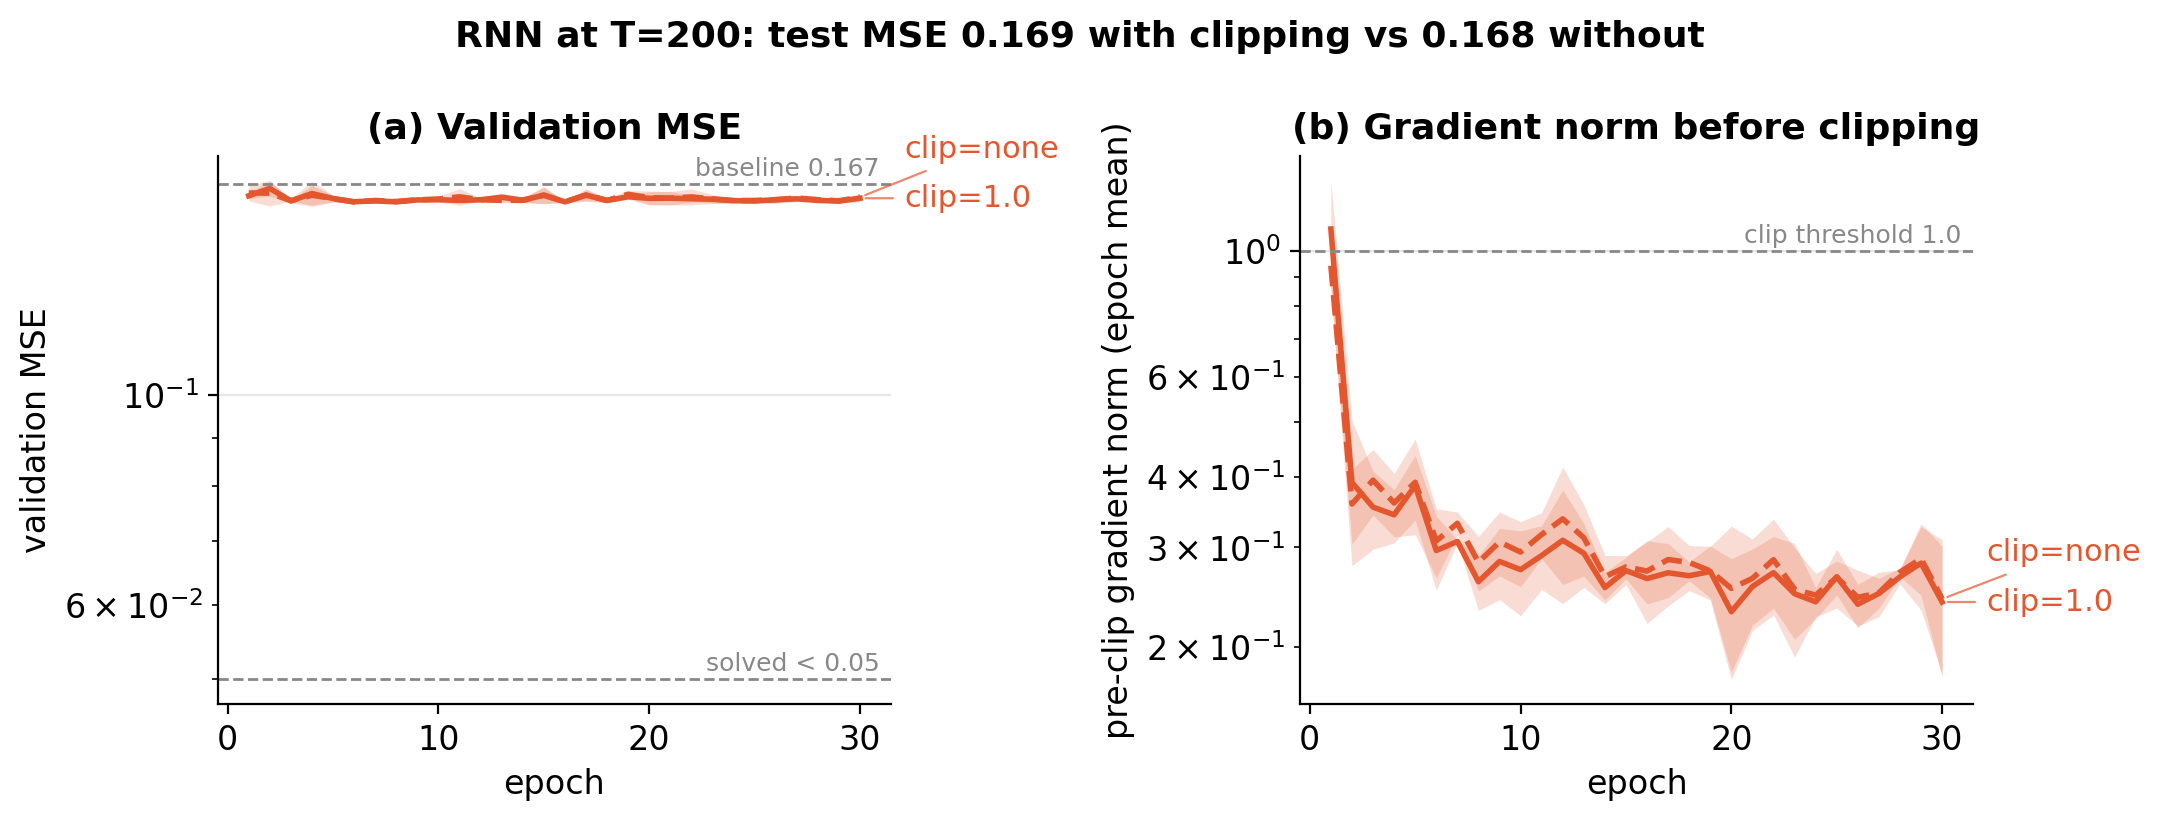 RNN at T=200: test MSE 0.169 with clipping vs 0.168 without
(a) Validation MSE
baseline 0.167
clip=none
clip=1.0
validation MSE
10⁻¹
6 × 10⁻²
solved < 0.05
0 10 20 30
epoch
(b) Gradient norm before clipping
clip threshold 1.0
pre-clip gradient norm (epoch mean)
10⁰
6 × 10⁻¹
4 × 10⁻¹
3 × 10⁻¹
2 × 10⁻¹
clip=none
clip=1.0
0 10 20 30
epoch